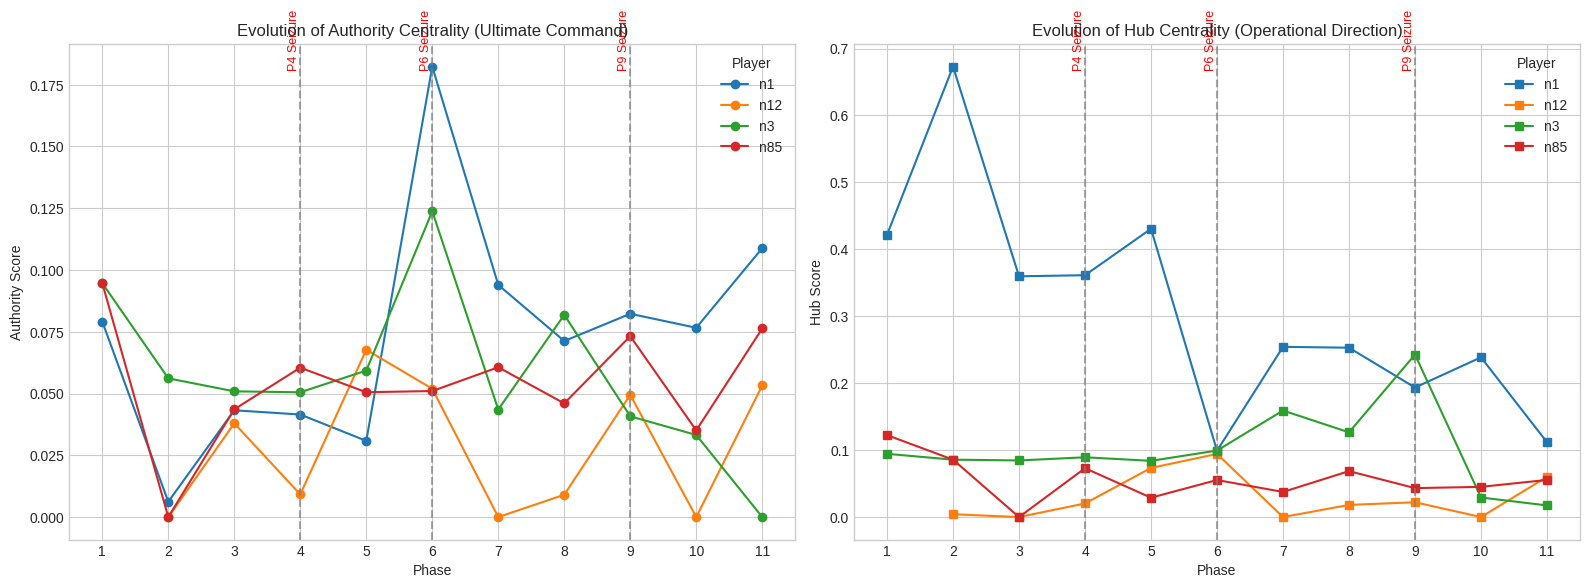 Evolution of Authority Centrality (Ultimate Command)
P4 Seizure
P6 Seizure
P9 Seizure
Player
n1
n12
n3
n85
Authority Score
0.175
0.150
0.125
0.100
0.075
0.050
0.025
0.000
1 2 3 4 5 6 7 8 9 10 11
Phase
Evolution of Hub Centrality (Operational Direction)
P4 Seizure
P6 Seizure
P9 Seizure
Player
n1
n12
n3
n85
Hub Score
0.7
0.6
0.5
0.4
0.3
0.2
0.1
0.0
1 2 3 4 5 6 7 8 9 10 11
Phase